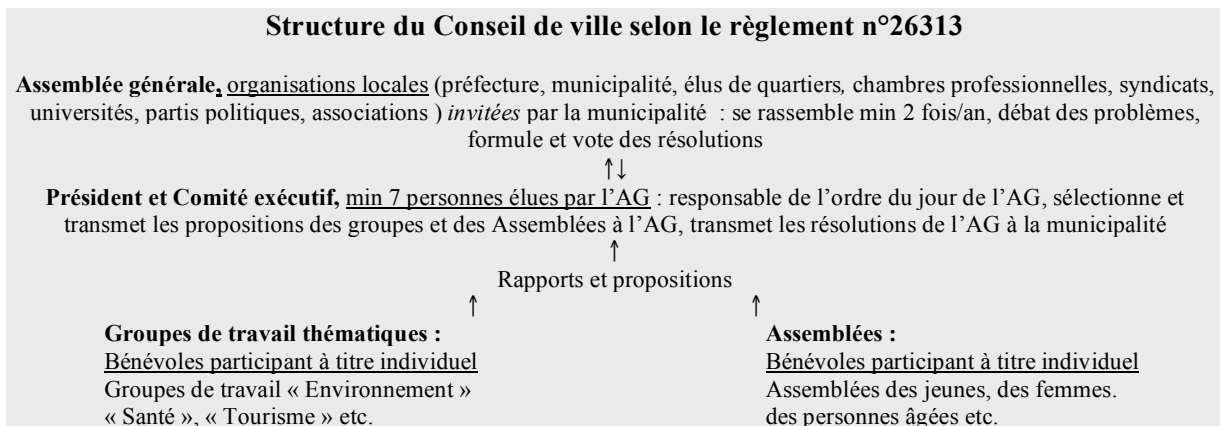 Structure du Conseil de ville selon le règlement n°26313
Assemblée générale, organisations locales (préfecture, municipalité, élus de quartiers, chambres professionnelles, syndicats,
universités, partis politiques, associations ) invitées par la municipalité : se rassemble min 2 fois/an, débat des problèmes,
formule et vote des résolutions
↑↓
Président et Comité exécutif, min 7 personnes élues par l'AG : responsable de l'ordre du jour de l'AG, sélectionne et
transmet les propositions des groupes et des Assemblées à l'AG, transmet les résolutions de l'AG à la municipalité
↑
Rapports et propositions
↑ ↑
Groupes de travail thématiques :
Bénévoles participant à titre individuel
Groupes de travail « Environnement »
« Santé », « Tourisme » etc.
Assemblées :
Bénévoles participant à titre individuel
Assemblées des jeunes, des femmes.
des personnes âgées etc.